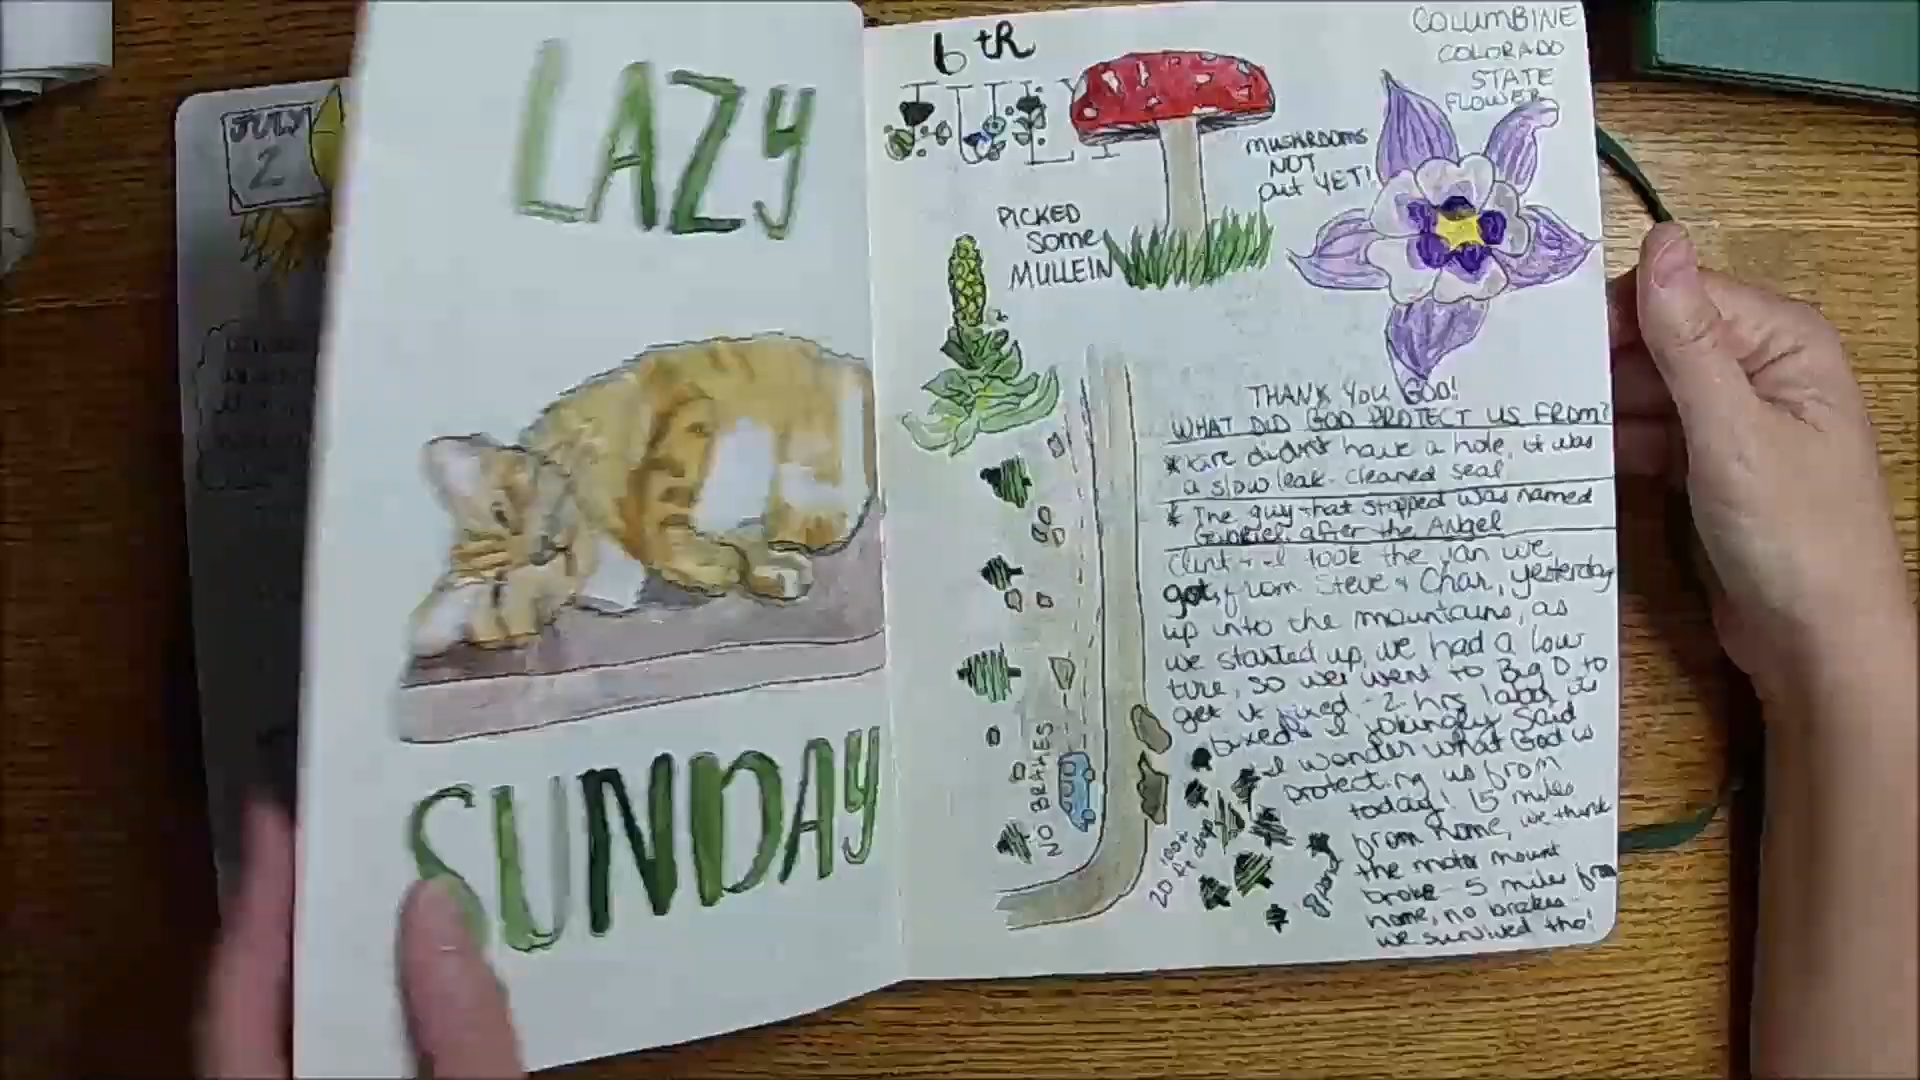 JULY
2
LAZY
SUNDAY
6th
JULY
COLUMBINE
COLORADO
STATE
FLOWER
MUSHROOMS
NOT
out YET!
PICKED
Some
MULLEIN
THANK YOU GOD!
WHAT DID GOD PROTECT US FROM?
* tire didn't have a hole, it was
a slow leak - cleaned seal
* The guy that stopped was named
Gabriel after the Angel
Clint + I took the van we
got, from Steve & Char, yesterday
up into the mountains, as
we started up, we had a low
tire, so we went to Big O to
get it fixed - 2 hrs later, it's
fixed & I jokingly said
I wonder what God is
protecting us from
today! 15 miles
from home, we think
the motor mount
broke - 5 miles from
home, no brakes -
we survived tho!
NO BRAKES
20 ft drop
& pond